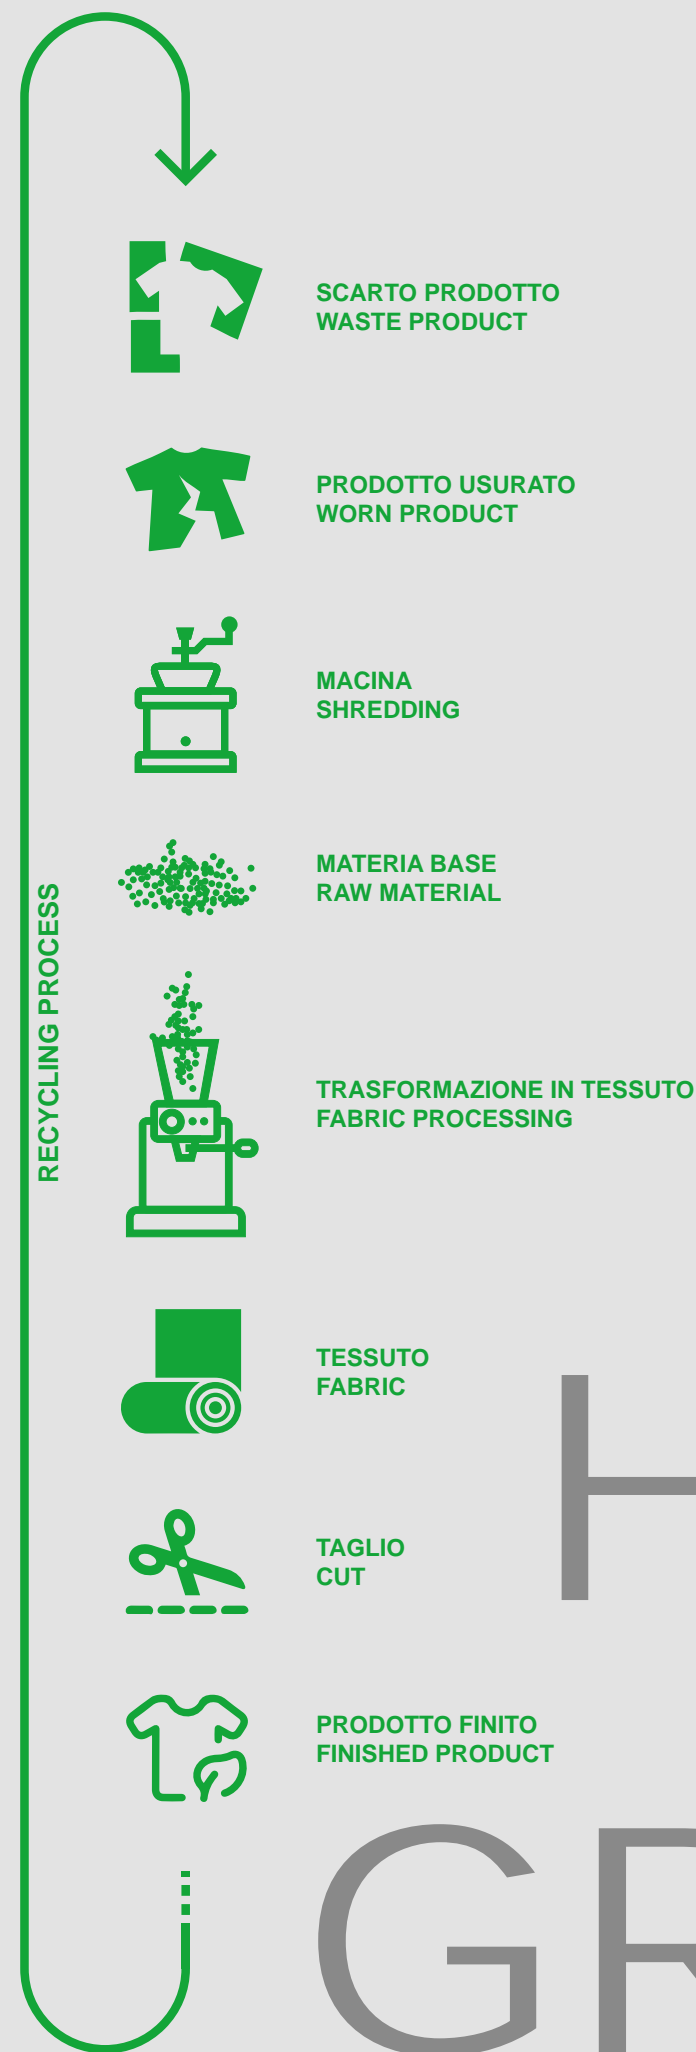 SCARTO PRODOTTO
WASTE PRODUCT
PRODOTTO USURATO
WORN PRODUCT
MACINA
SHREDDING
MATERIA BASE
RAW MATERIAL
RECYCLING PROCESS
TRASFORMAZIONE IN TESSUTO
FABRIC PROCESSING
TESSUTO
FABRIC
H
TAGLIO
CUT
PRODOTTO FINITO
FINISHED PRODUCT
GR